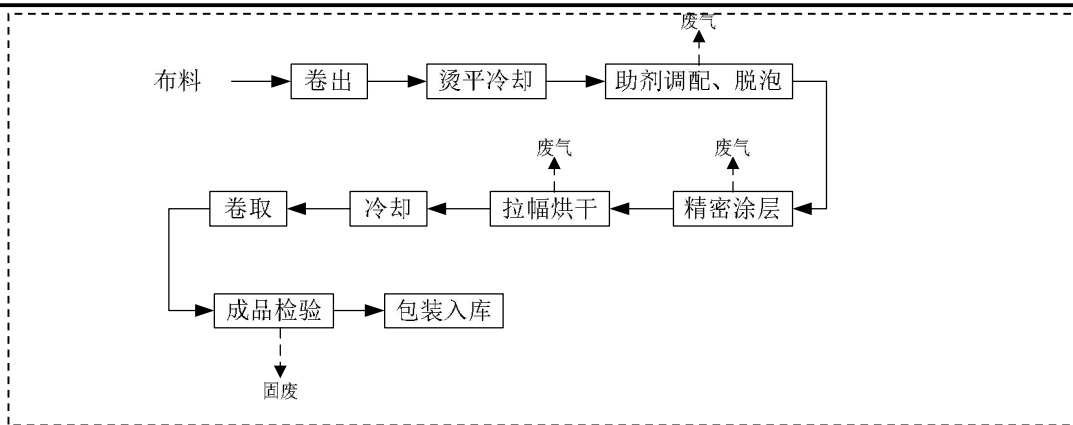 废气
布料
卷出
烫平冷却
助剂调配、脱泡
废气
废气
卷取
冷却
拉幅烘干
精密涂层
成品检验
包装入库
固废